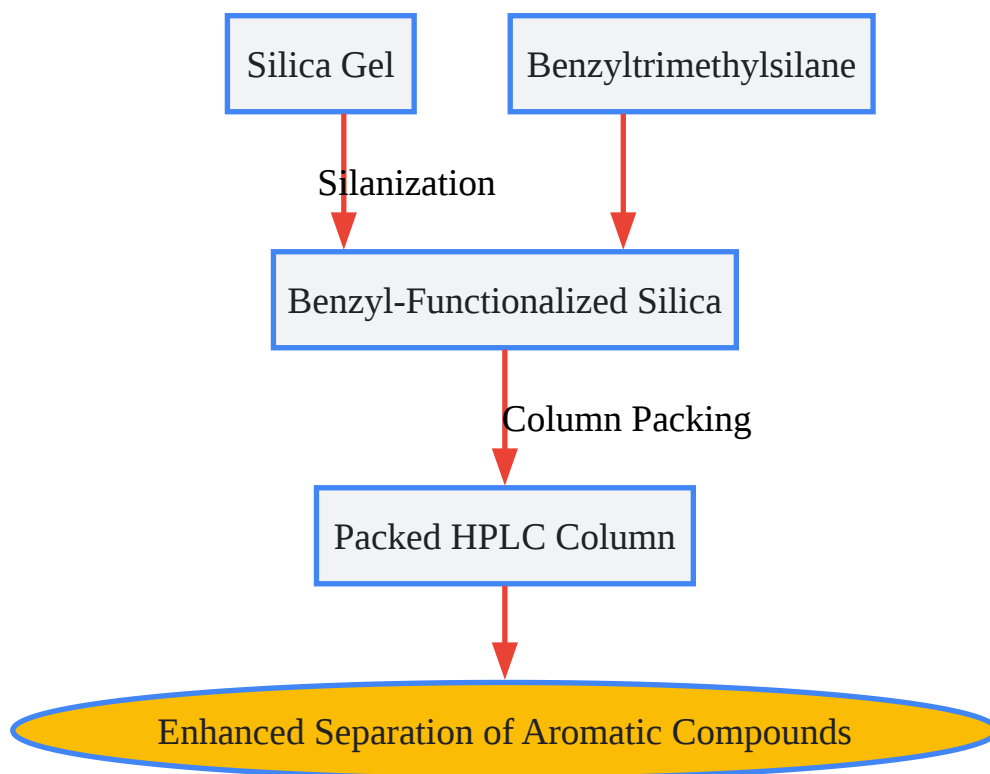 Silica Gel
Benzyltrimethylsilane
Silanization
Benzyl-Functionalized Silica
Column Packing
Packed HPLC Column
Enhanced Separation of Aromatic Compounds